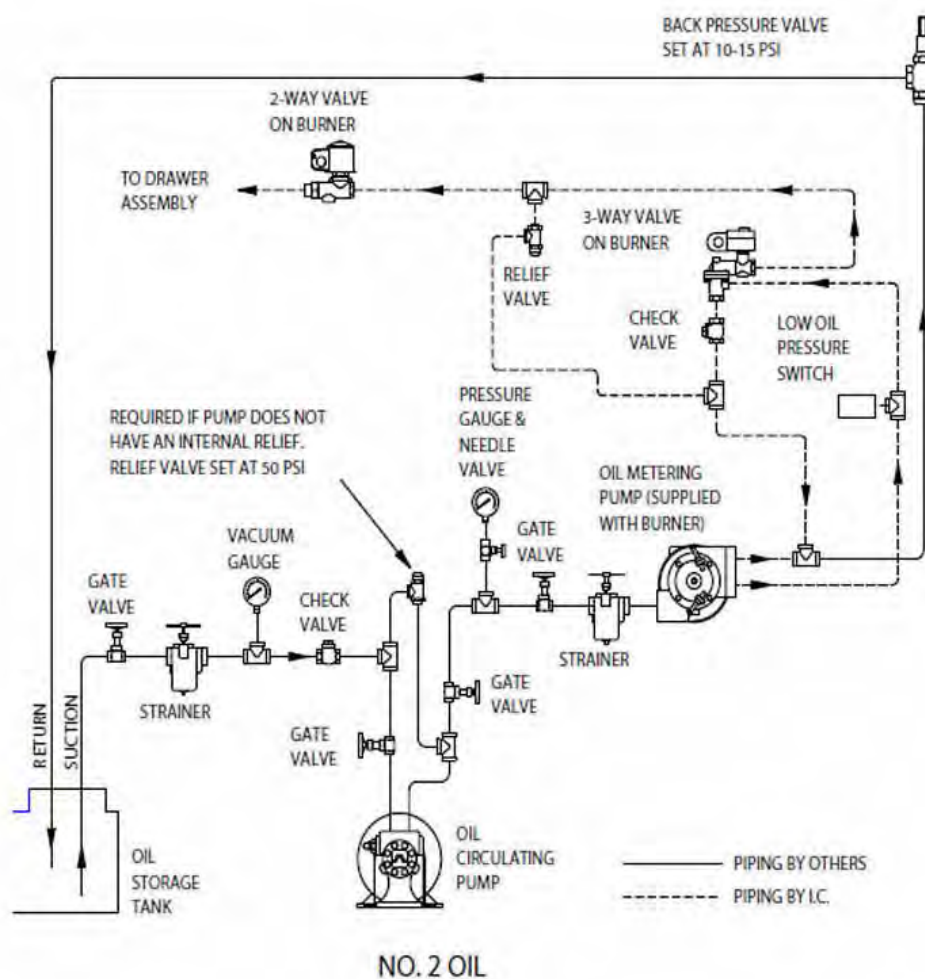 BACK PRESSURE VALVE
SET AT 10-15 PSI
2-WAY VALVE
ON BURNER
TO DRAWER
ASSEMBLY
3-WAY VALVE
ON BURNER
RELIEF
VALVE
CHECK
VALVE
LOW OIL
PRESSURE
SWITCH
PRESSURE
GAUGE &
NEEDLE
VALVE
REQUIRED IF PUMP DOES NOT
HAVE AN INTERNAL RELIEF.
RELIEF VALVE SET AT 50 PSI
OIL METERING
PUMP (SUPPLIED
WITH BURNER)
VACUUM
GAUGE
GATE
VALVE
GATE
VALVE
CHECK
VALVE
STRAINER
STRAINER
GATE
VALVE
GATE
VALVE
RETURN
SUCTION
OIL
STORAGE
TANK
OIL
CIRCULATING
PUMP
PIPING BY OTHERS
PIPING BY I.C.
NO. 2 OIL